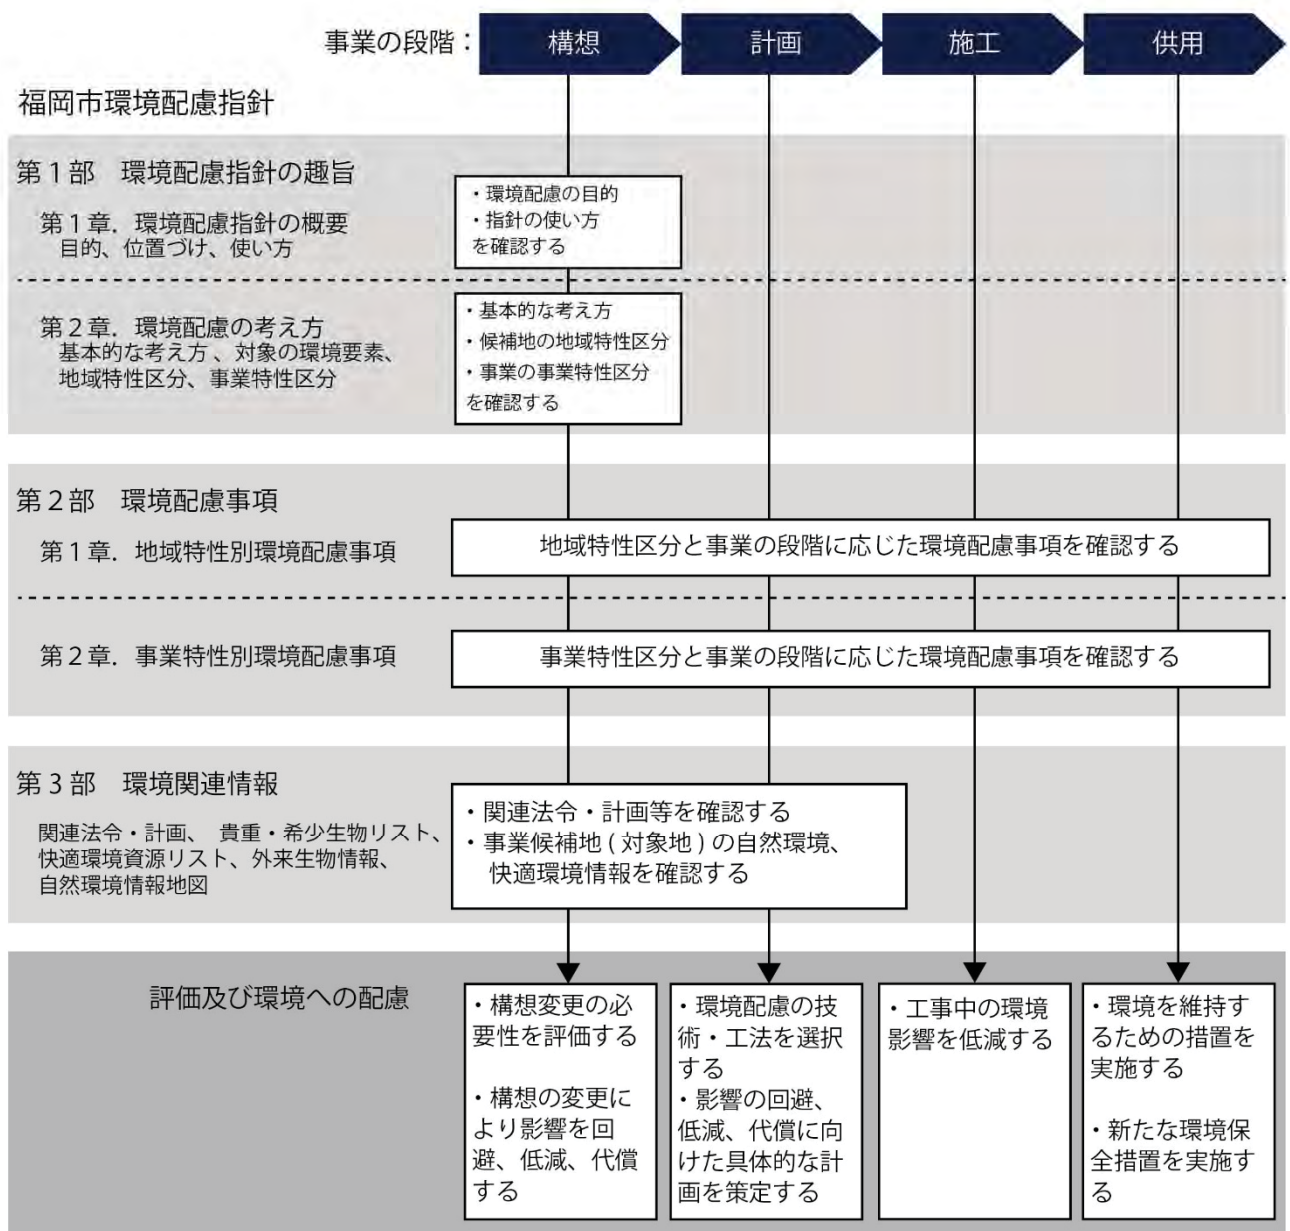 事業の段階： 構想 計画 施工 供用
福岡市環境配慮指針
第１部　環境配慮指針の趣旨
第１章．環境配慮指針の概要
目的、位置づけ、使い方
・環境配慮の目的
・指針の使い方
を確認する
第２章．環境配慮の考え方
基本的な考え方 、対象の環境要素、
地域特性区分、事業特性区分
・基本的な考え方
・候補地の地域特性区分
・事業の事業特性区分
を確認する
第２部　環境配慮事項
第１章．地域特性別環境配慮事項
地域特性区分と事業の段階に応じた環境配慮事項を確認する
第２章．事業特性別環境配慮事項
事業特性区分と事業の段階に応じた環境配慮事項を確認する
第３部　環境関連情報
関連法令・計画、 貴重・希少生物リスト、
快適環境資源リスト、外来生物情報、
自然環境情報地図
・関連法令・計画等を確認する
・事業候補地 ( 対象地 ) の自然環境、
快適環境情報を確認する
評価及び環境への配慮
・構想変更の必
要性を評価する
・構想の変更に
より影響を回
避、低減、代償
する
・環境配慮の技
術・工法を選択
する
・影響の回避、
低減、代償に向
けた具体的な計
画を策定する
・工事中の環境
影響を低減する
・環境を維持す
るための措置を
実施する
・新たな環境保
全措置を実施す
る